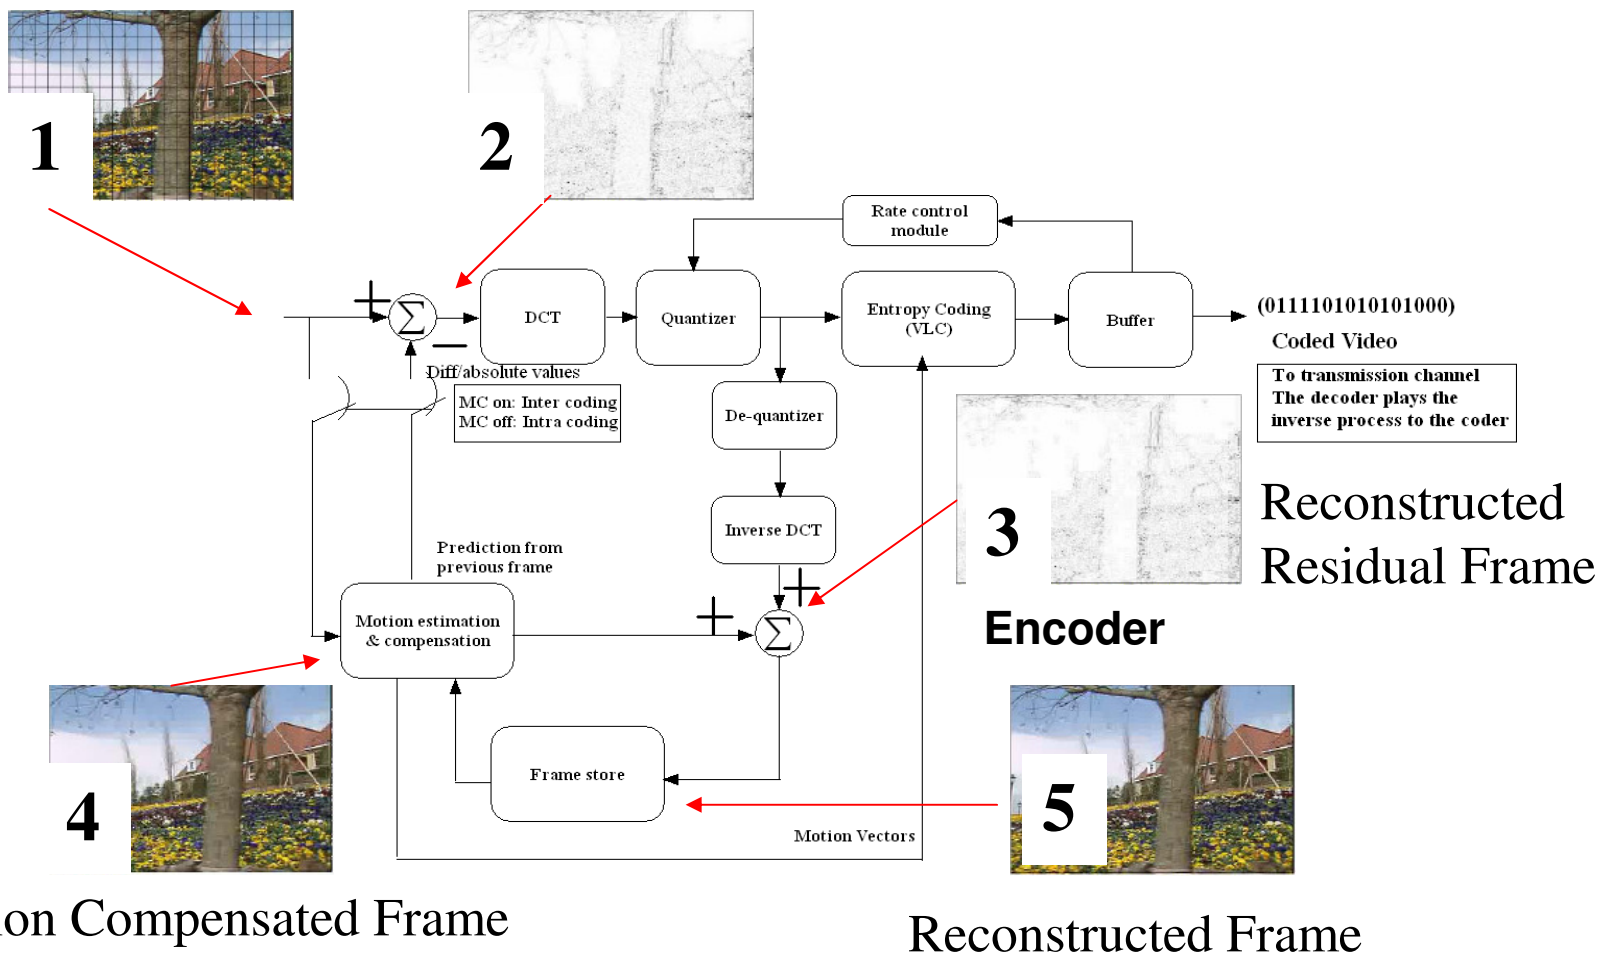 1
2
Rate control
module
+
Σ
−
DCT
Quantizer
Entropy Coding
(VLC)
Buffer
(0111101010101000)
Coded Video
To transmission channel
The decoder plays the
inverse process to the coder
Diff/absolute values
MC on: Inter coding
MC off: Intra coding
De-quantizer
Inverse DCT
3
Reconstructed
Residual Frame
Encoder
Prediction from
previous frame
Motion estimation
& compensation
+
+
Σ
4
Frame store
5
Motion Vectors
ion Compensated Frame
Reconstructed Frame